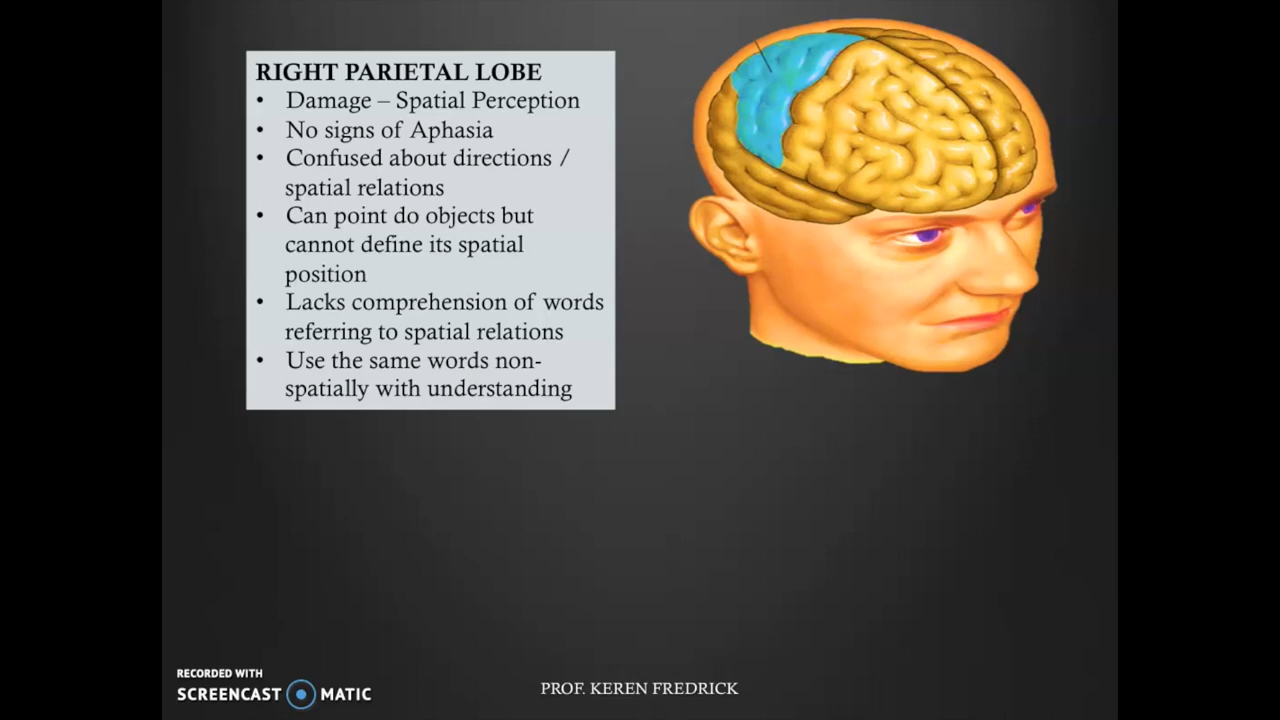 RIGHT PARIETAL LOBE
• Damage – Spatial Perception
• No signs of Aphasia
• Confused about directions /
spatial relations
• Can point do objects but
cannot define its spatial
position
• Lacks comprehension of words
referring to spatial relations
• Use the same words non-
spatially with understanding
RECORDED WITH
SCREENCAST MATIC
PROF. KEREN FREDRICK